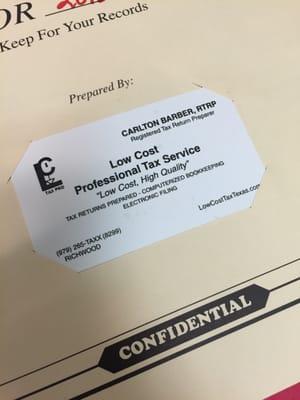 OR
Keep For Your Records
Prepared By:
CARLTON BARBER, RTRP
Registered Tax Return Preparer
TAX PRO
Low Cost
Professional Tax Service
"Low Cost, High Quality"
TAX RETURNS PREPARED - COMPUTERIZED BOOKKEEPING
ELECTRONIC FILING
(979) 265-TAXX (8299)
RICHWOOD
LowCostTaxTexas.com
CONFIDENTIAL